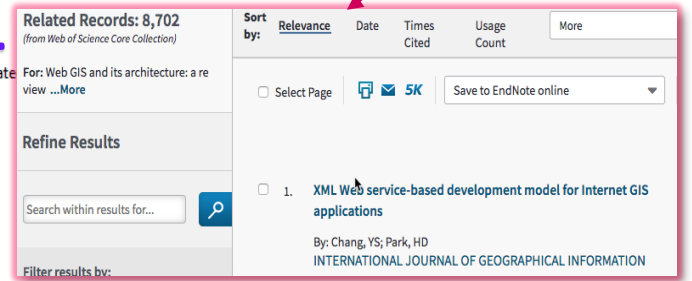 Related Records: 8,702
(from Web of Science Core Collection)
For: Web GIS and its architecture: a re
view ...More
Refine Results
Search within results for...
Filter results by:
Sort by:
Relevance
Date
Times Cited
Usage Count
More
Select Page
5K
Save to EndNote online
1.
XML Web service-based development model for Internet GIS
applications
By: Chang, YS; Park, HD
INTERNATIONAL JOURNAL OF GEOGRAPHICAL INFORMATION